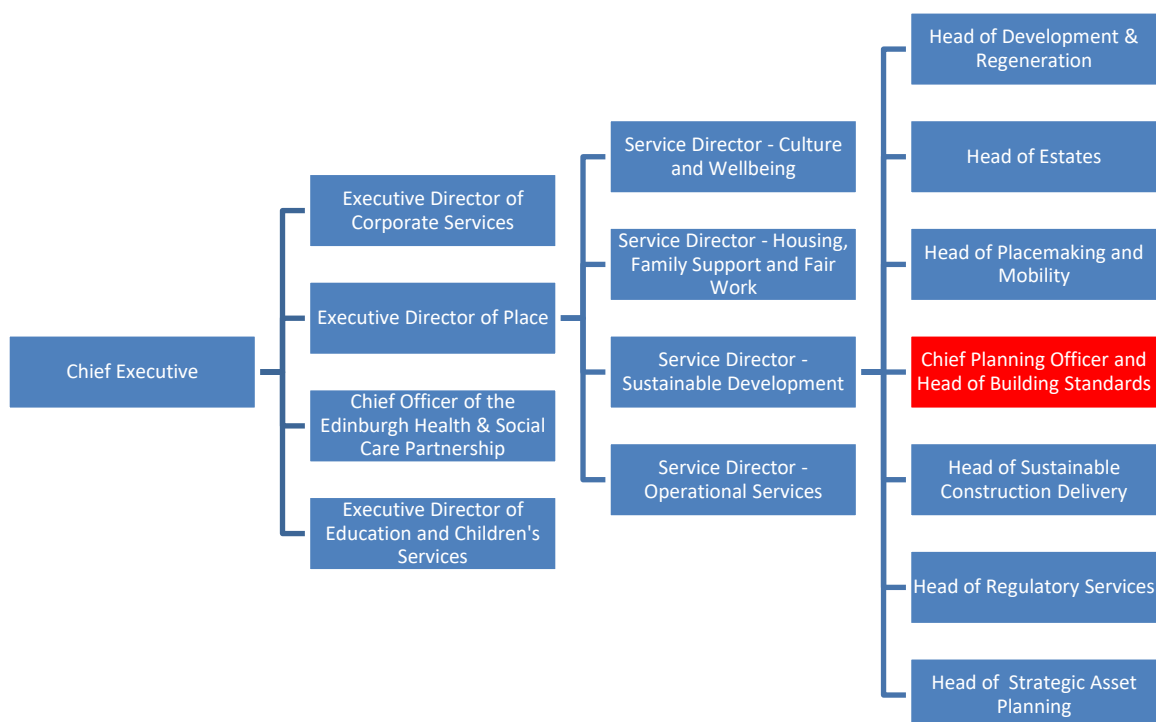 Chief Executive
Executive Director of
Corporate Services
Executive Director of Place
Chief Officer of the
Edinburgh Health & Social
Care Partnership
Executive Director of
Education and Children's
Services
Service Director - Culture
and Wellbeing
Service Director - Housing,
Family Support and Fair
Work
Service Director -
Sustainable Development
Service Director -
Operational Services
Head of Development &
Regeneration
Head of Estates
Head of Placemaking and
Mobility
Chief Planning Officer and
Head of Building Standards
Head of Sustainable
Construction Delivery
Head of Regulatory Services
Head of  Strategic Asset
Planning